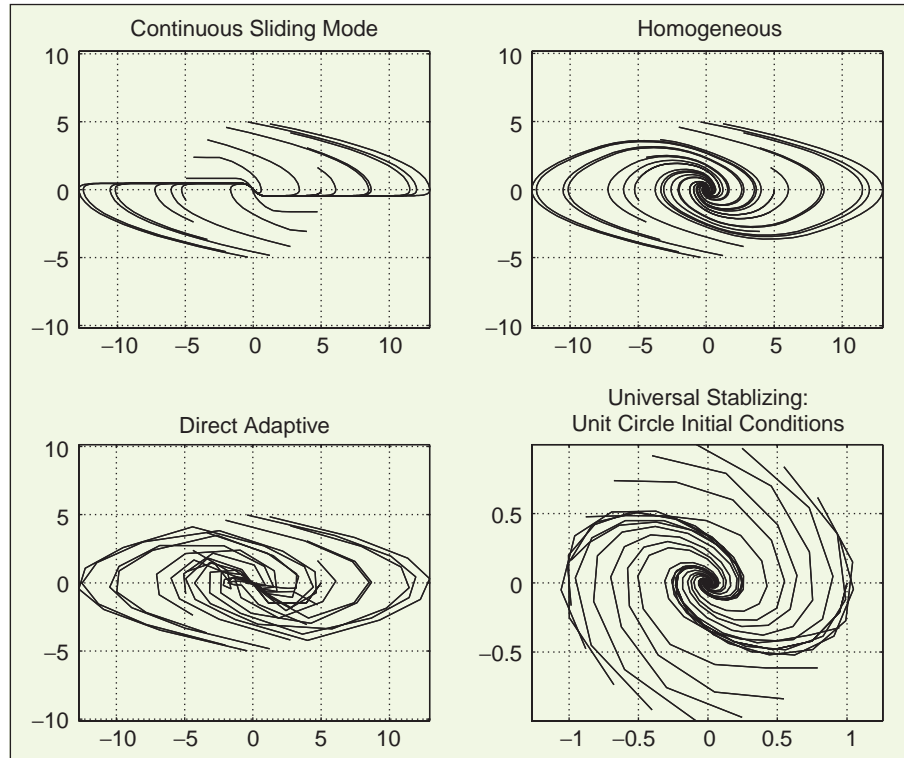 Continuous Sliding Mode
10
5
0
−5
−10
−10 −5 0 5 10
Homogeneous
10
5
0
−5
−10
−10 −5 0 5 10
Direct Adaptive
10
5
0
−5
−10
−10 −5 0 5 10
Universal Stablizing:
Unit Circle Initial Conditions
0.5
0
−0.5
−1 −0.5 0 0.5 1